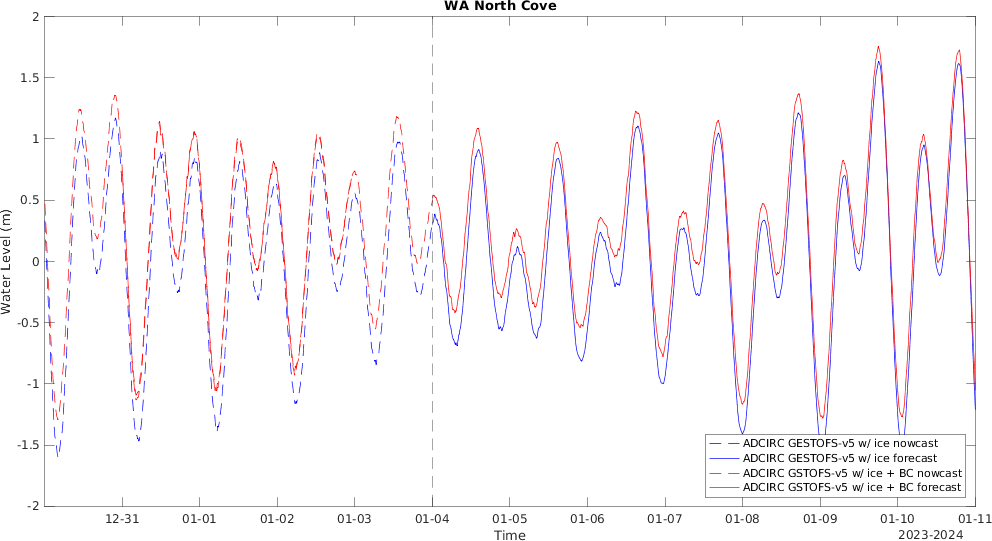 WA North Cove
2
1.5
1
0.5
0
-0.5
-1
-1.5
-2
Water Level (m)
ADCIRC GESTOFS-v5 w/ ice nowcast
ADCIRC GESTOFS-v5 w/ ice forecast
ADCIRC GSTOFS-v5 w/ ice + BC nowcast
ADCIRC GSTOFS-v5 w/ ice + BC forecast
12-31 01-01 01-02 01-03 01-04 01-05 01-06 01-07 01-08 01-09 01-10 01-11
Time
2023-2024